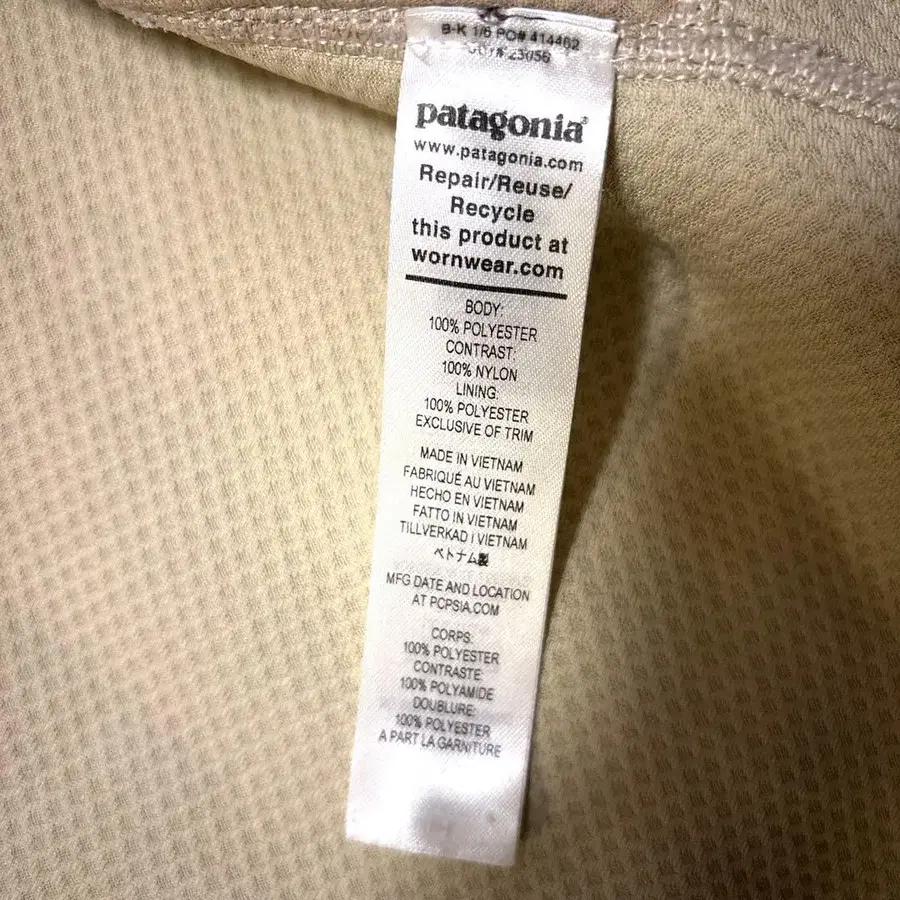 B-K 1/6 PO# 414462
23056
patagonia®
www.patagonia.com
Repair/Reuse/
Recycle
this product at
wornwear.com
BODY:
100% POLYESTER
CONTRAST:
100% NYLON
LINING:
100% POLYESTER
EXCLUSIVE OF TRIM
MADE IN VIETNAM
FABRIQUÉ AU VIETNAM
HECHO EN VIETNAM
FATTO IN VIETNAM
TILLVERKAD I VIETNAM
ベトナム製
MFG DATE AND LOCATION
AT PCPSIA.COM
CORPS:
100% POLYESTER
CONTRASTE:
100% POLYAMIDE
DOUBLURE:
100% POLYESTER
A PART LA GARNITURE